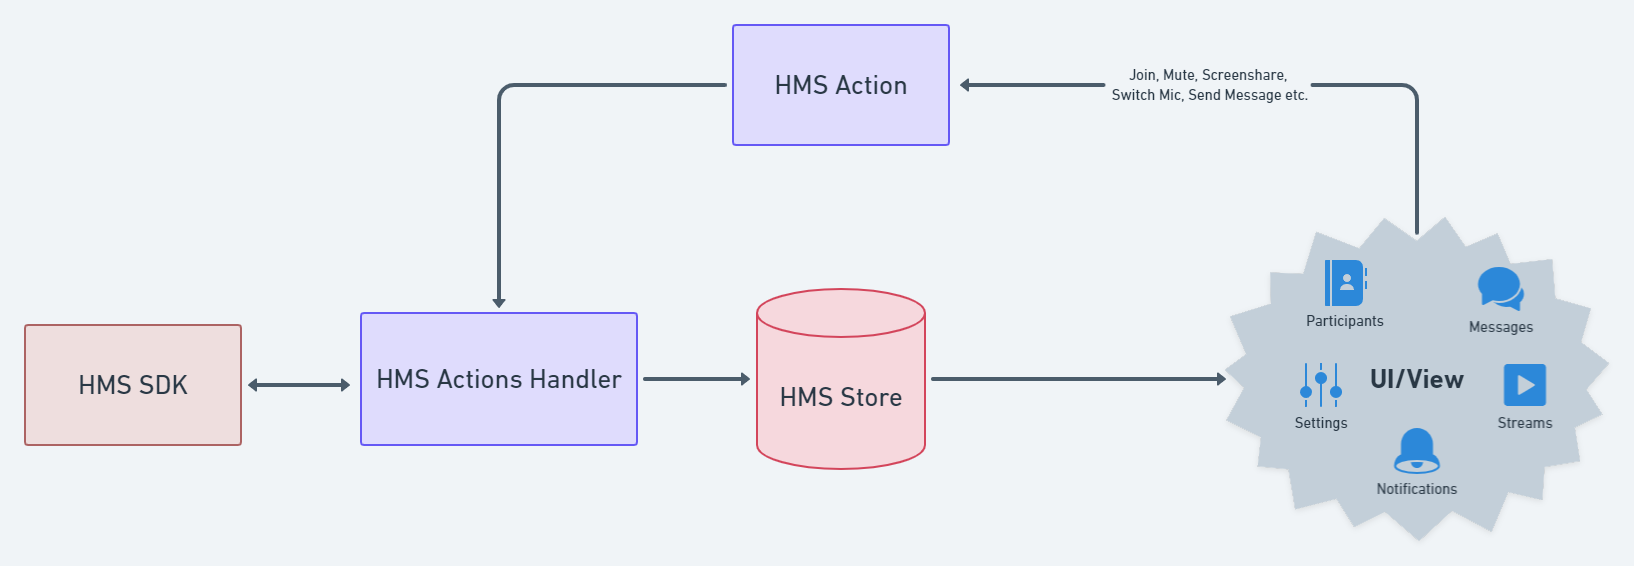 HMS Action
Join, Mute, Screenshare,
Switch Mic, Send Message etc.
HMS SDK
HMS Actions Handler
HMS Store
Participants
Messages
UI/View
Settings
Streams
Notifications